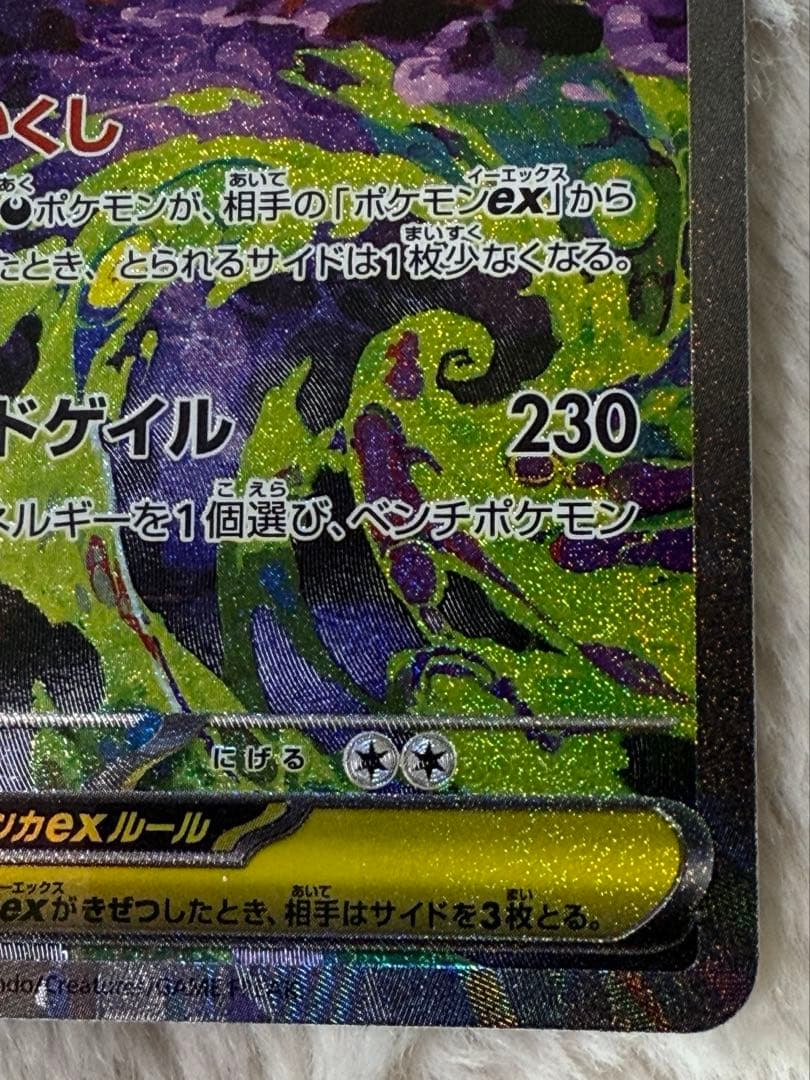 かくし
ポケモンが、相手の「ポケモンex」から
たとき、とられるサイドは1枚少なくなる。
ドゲイル 230
ネルギーを1個選び、ベンチポケモン
にげる
ンカexルール
exがきぜつしたとき、相手はサイドを3枚とる。
ndo/Creatures/GAME FREAK